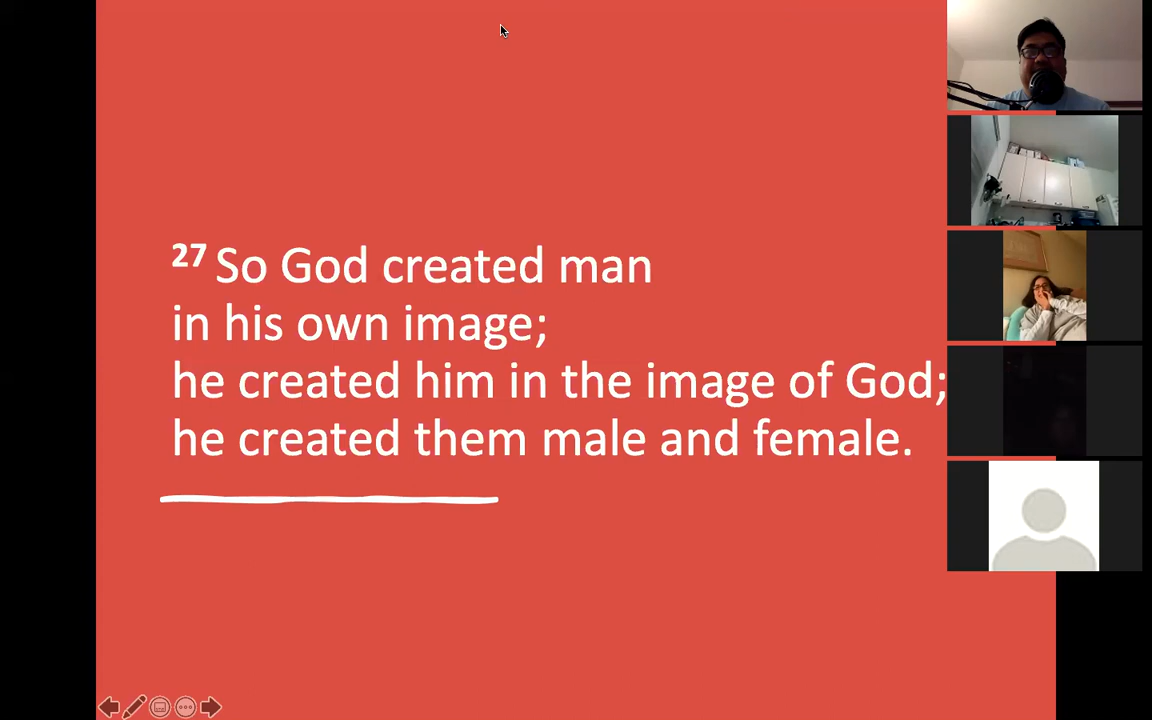 27 So God created man
in his own image;
he created him in the image of God;
he created them male and female.